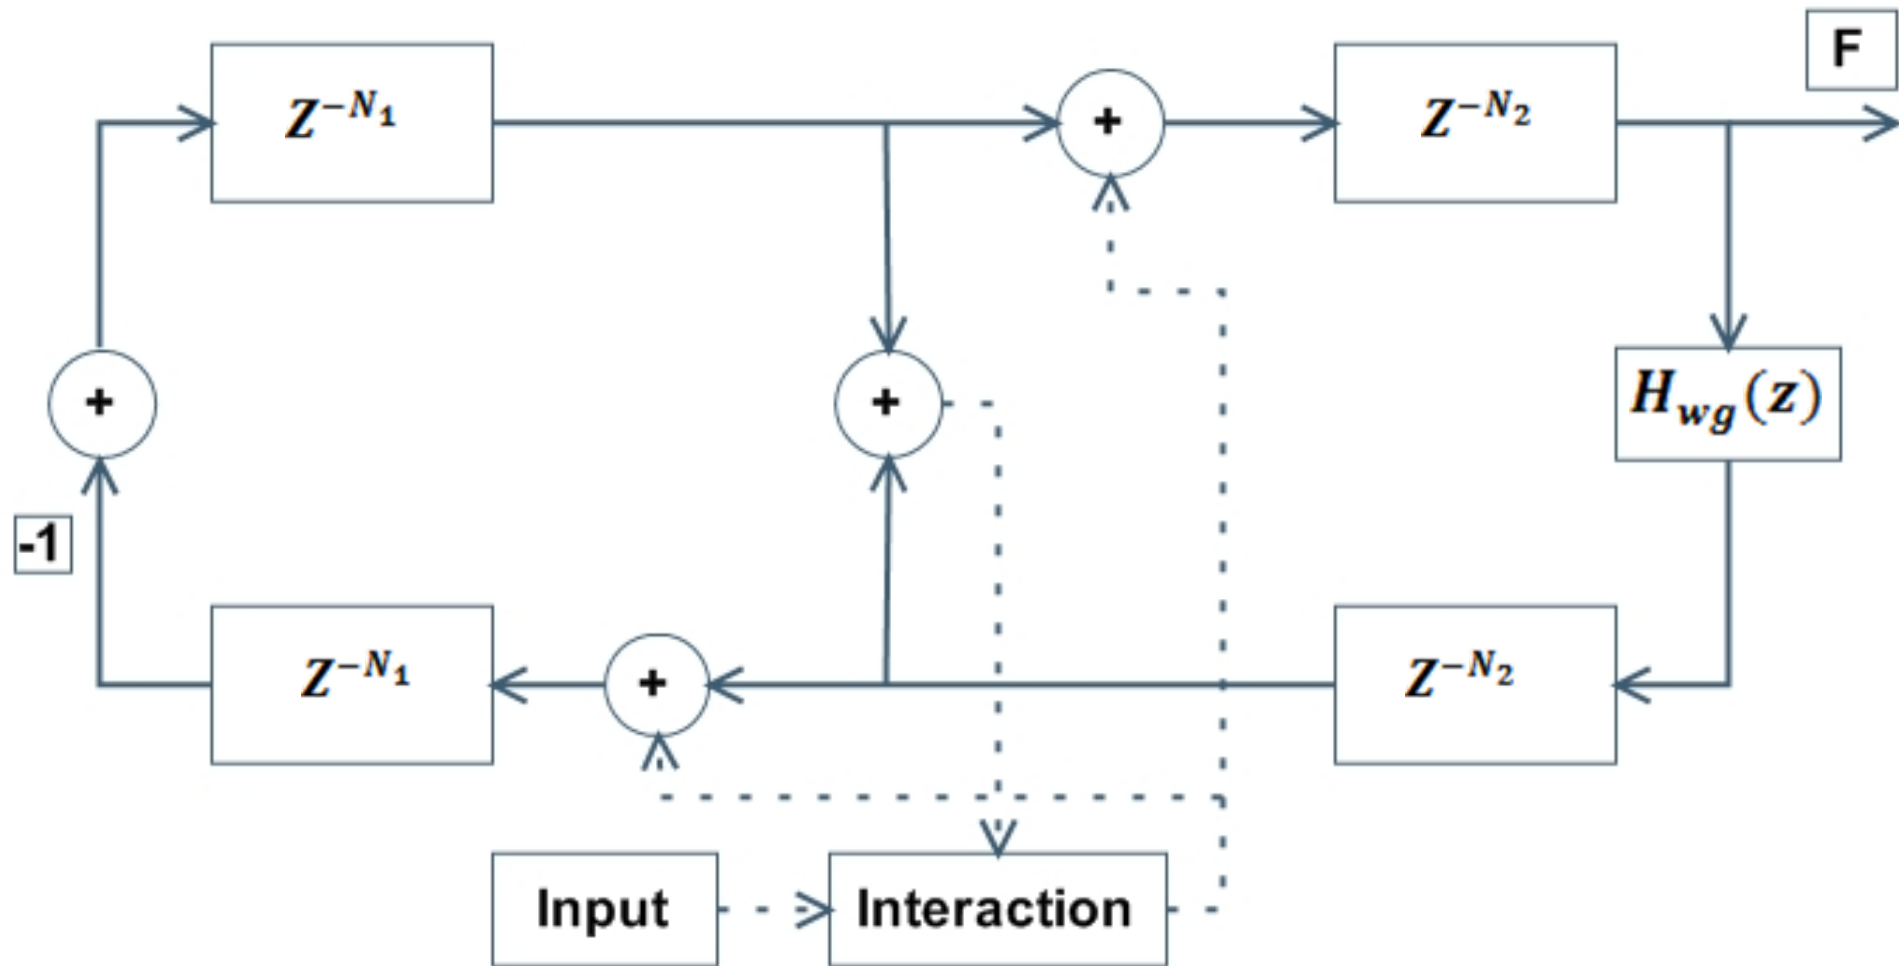 F
Z^{-N_1}
+
Z^{-N_2}
+
+
H_{wg}(z)
-1
Z^{-N_1}
+
Z^{-N_2}
Input
Interaction